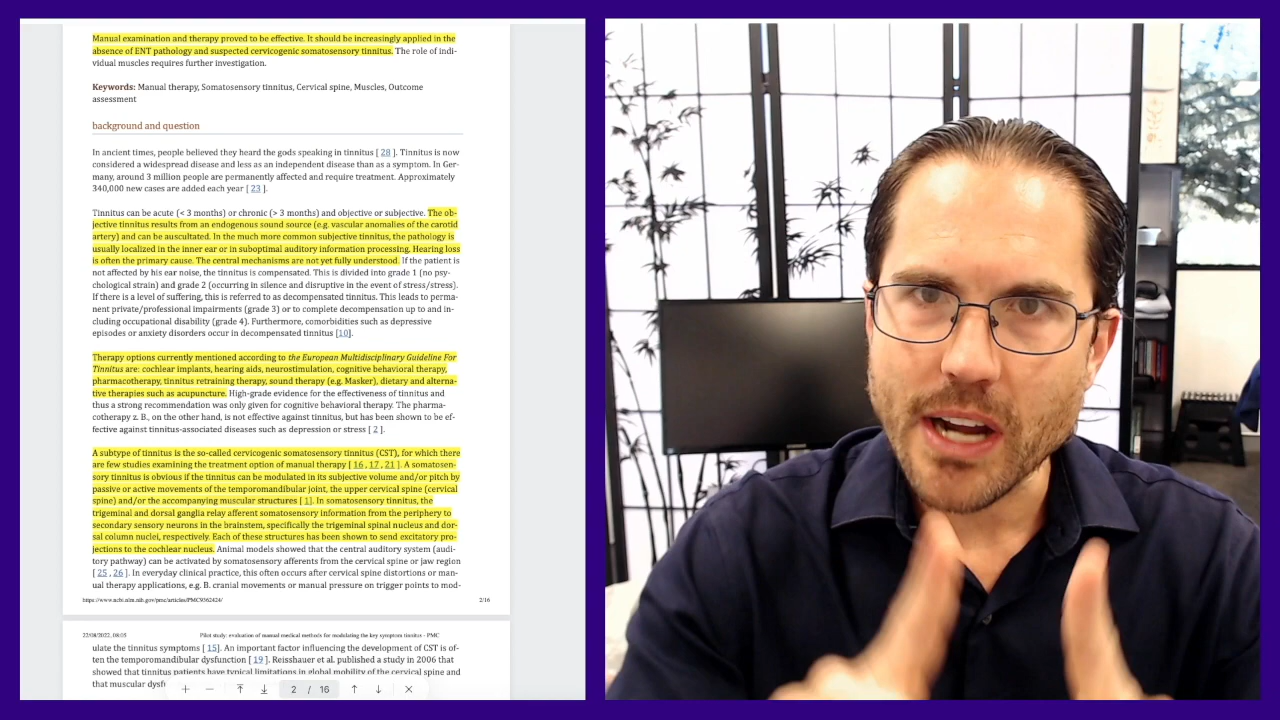 Manual examination and therapy proved to be effective. It should be increasingly applied in the
absence of ENT pathology and suspected cervicogenic somatosensory tinnitus. The role of indi-
vidual muscles requires further investigation.
Keywords: Manual therapy, Somatosensory tinnitus, Cervical spine, Muscles, Outcome
assessment
background and question
In ancient times, people believed they heard the gods speaking in tinnitus [ 28 ]. Tinnitus is now
considered a widespread disease and less as an independent disease than as a symptom. In Ger-
many, around 3 million people are permanently affected and require treatment. Approximately
340,000 new cases are added each year [ 23 ].
Tinnitus can be acute (< 3 months) or chronic (> 3 months) and objective or subjective. The ob-
jective tinnitus results from an endogenous sound source (e.g. vascular anomalies of the carotid
artery) and can be auscultated. In the much more common subjective tinnitus, the pathology is
usually localized in the inner ear or in suboptimal auditory information processing. Hearing loss
is often the primary cause. The central mechanisms are not yet fully understood. If the patient is
not affected by his ear noise, the tinnitus is compensated. This is divided into grade 1 (no psy-
chological strain) and grade 2 (occurring in silence and disruptive in the event of stress/stress).
If there is a level of suffering, this is referred to as decompensated tinnitus. This leads to perma-
nent private/professional impairments (grade 3) or to complete decompensation up to and in-
cluding occupational disability (grade 4). Furthermore, comorbidities such as depressive
episodes or anxiety disorders occur in decompensated tinnitus [10].
Therapy options currently mentioned according to the European Multidisciplinary Guideline For
Tinnitus are: cochlear implants, hearing aids, neurostimulation, cognitive behavioral therapy,
pharmacotherapy, tinnitus retraining therapy, sound therapy (e.g. Masker), dietary and alterna-
tive therapies such as acupuncture. High-grade evidence for the effectiveness of tinnitus and
thus a strong recommendation was only given for cognitive behavioral therapy. The pharma-
cotherapy z. B., on the other hand, is not effective against tinnitus, but has been shown to be ef-
fective against tinnitus-associated diseases such as depression or stress [ 2 ].
A subtype of tinnitus is the so-called cervicogenic somatosensory tinnitus (CST), for which there
are few studies examining the treatment option of manual therapy [ 16 , 17 , 21 ]. A somatosen-
sory tinnitus is obvious if the tinnitus can be modulated in its subjective volume and/or pitch by
passive or active movements of the temporomandibular joint, the upper cervical spine (cervical
spine) and/or the accompanying muscular structures [ 1]. In somatosensory tinnitus, the
trigeminal and dorsal ganglia relay afferent somatosensory information from the periphery to
secondary sensory neurons in the brainstem, specifically the trigeminal spinal nucleus and dor-
sal column nuclei, respectively. Each of these structures has been shown to send excitatory pro-
jections to the cochlear nucleus. Animal models showed that the central auditory system (audi-
tory pathway) can be activated by somatosensory afferents from the cervical spine or jaw region
[ 25 , 26 ]. In everyday clinical practice, this often occurs after cervical spine distortions or man-
ual therapy applications, e.g. B. cranial movements or manual pressure on trigger points to mod-
https://www.ncbi.nlm.nih.gov/pmc/articles/PMC9362424/ 2/16
22/08/2022, 08:05 Pilot study: evaluation of manual medical methods for modulating the key symptom tinnitus - PMC
ulate the tinnitus symptoms [ 15]. An important factor influencing the development of CST is of-
ten the temporomandibular dysfunction [ 19 ]. Reisshauer et al. published a study in 2006 that
showed that tinnitus patients have typical limitations in global mobility of the cervical spine and
that muscular dysf
2 / 16